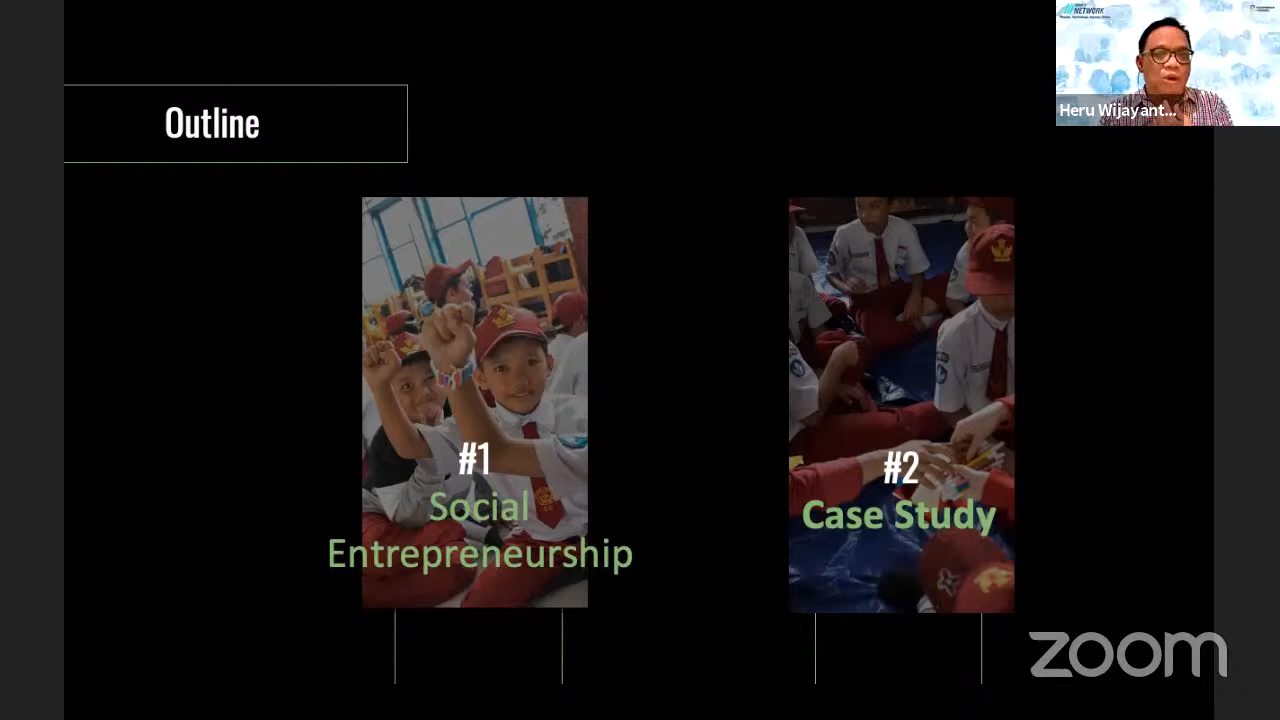 NETWORK
Heru Wijayant...
Outline
#1
Social
Entrepreneurship
#2
Case Study
zoom